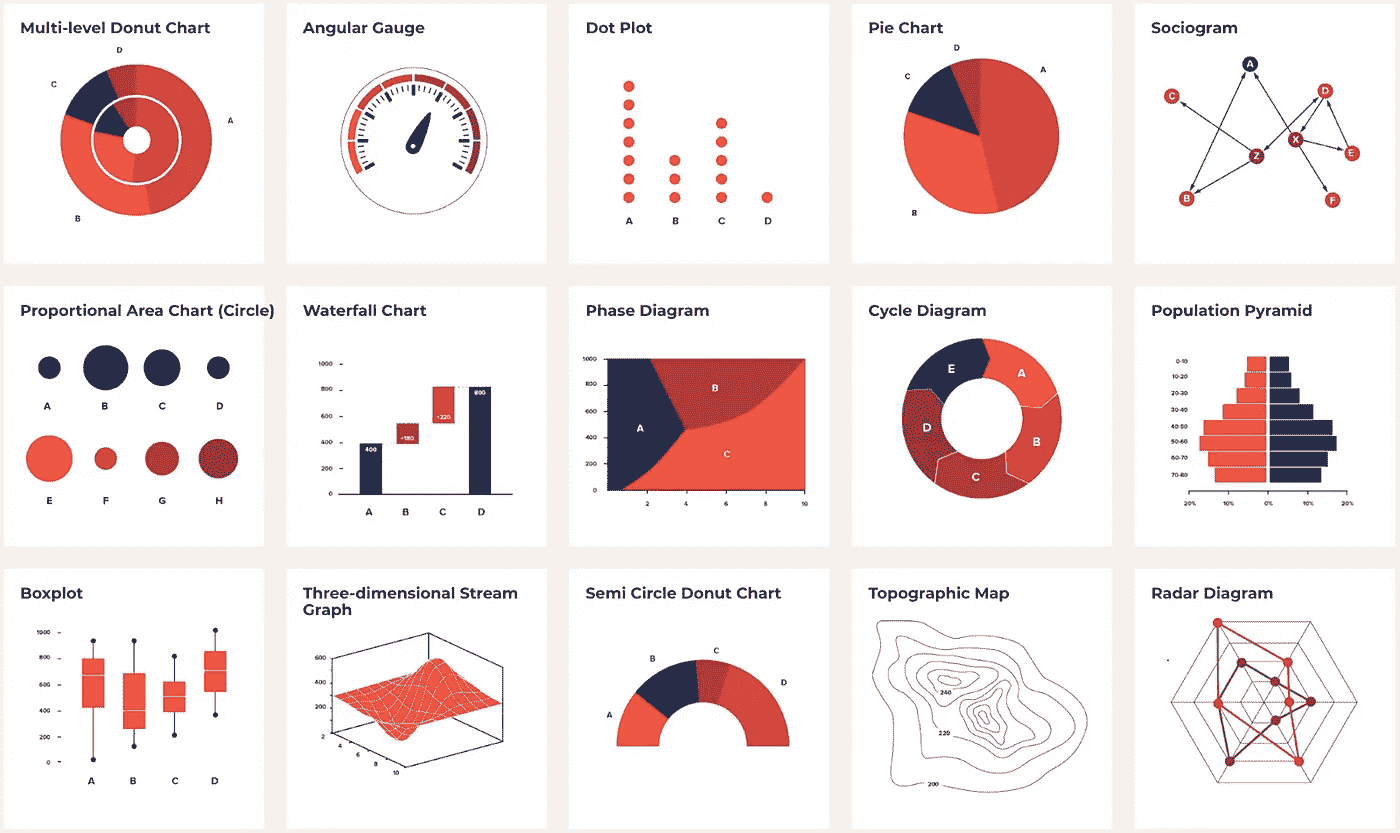 Multi-level Donut Chart
D
C
A
B
Angular Gauge
Dot Plot
A B C D
Pie Chart
D
A
C
B
Sociogram
A
C
D
X
Z
E
B
F
Proportional Area Chart (Circle)
A B C D
E F G H
Waterfall Chart
1000
800
600
400
200
0
400
+180
+220
800
A B C D
Phase Diagram
1000
800
600
400
200
0
A
B
C
2 4 6 8 10
Cycle Diagram
E
A
D
B
C
Population Pyramid
0-10
10-20
20-30
30-40
40-50
50-60
60-70
70-80
20% 10% 0% 10% 20%
Boxplot
1000
800
600
400
200
0
A B C D
Three-dimensional Stream
Graph
600
400
200
2
4
6
8
10
Semi Circle Donut Chart
C
B
D
A
Topographic Map
240
220
200
Radar Diagram